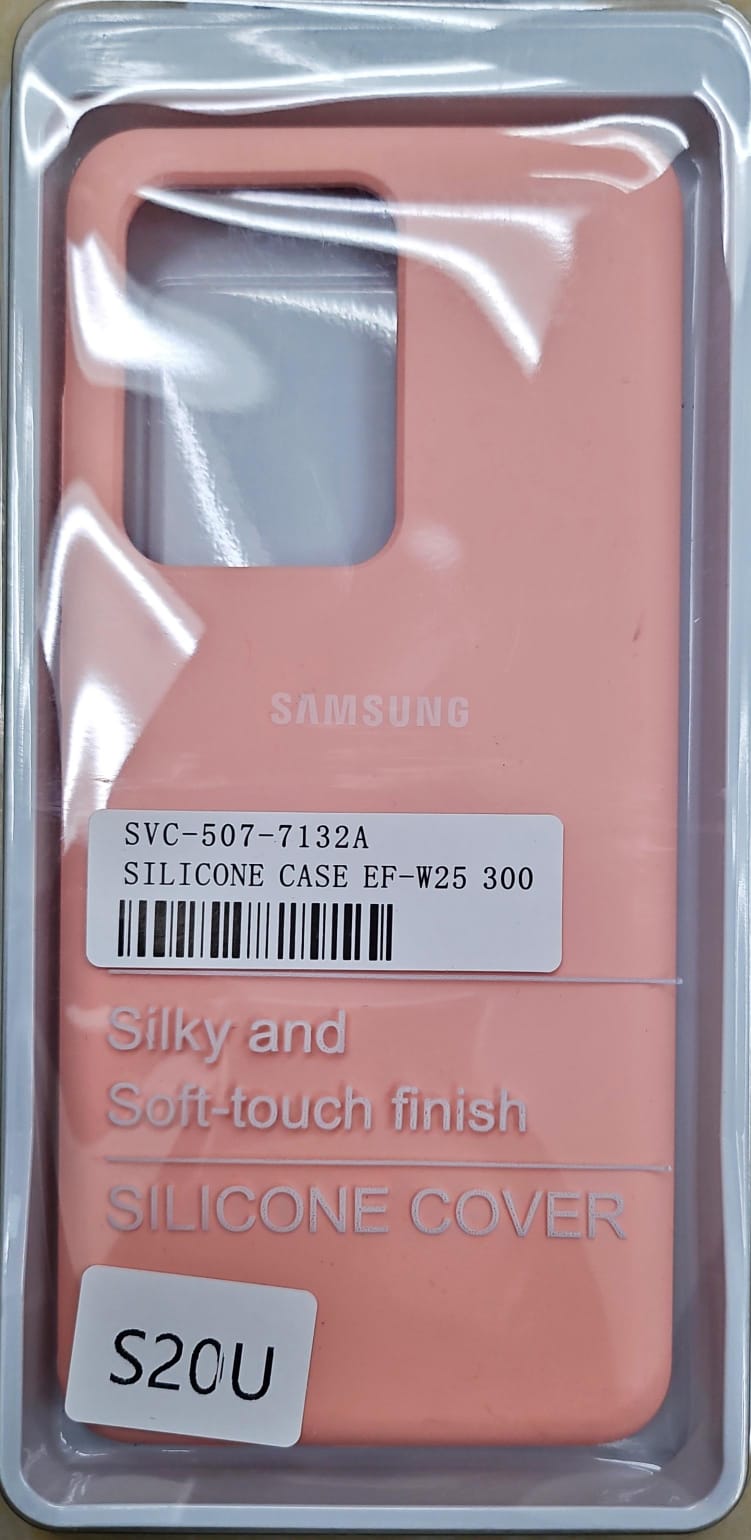 SAMSUNG
SVC-507-7132A
SILICONE CASE EF-W25 300
Silky and
Soft-touch finish
SILICONE COVER
S20U